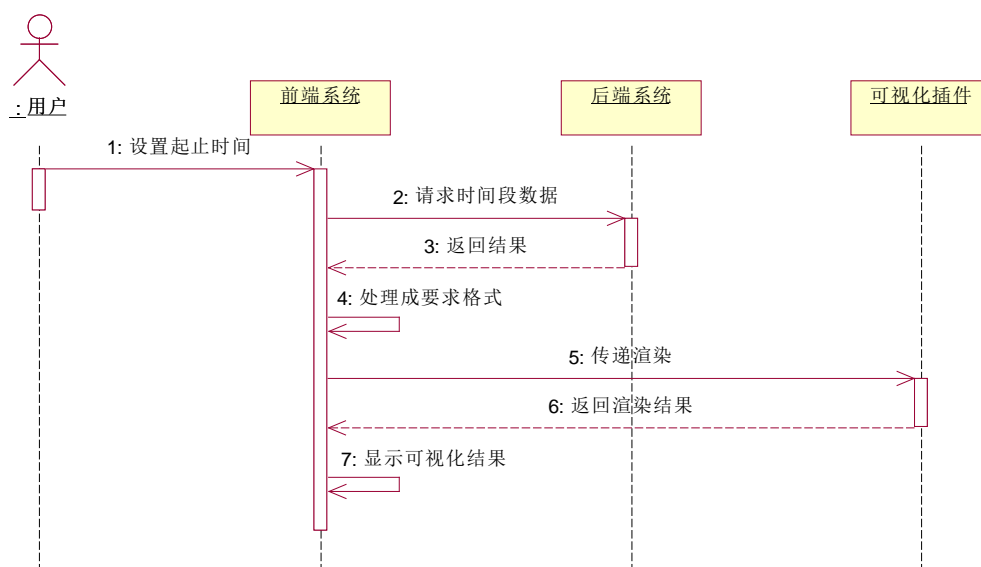 : 用户
前端系统
后端系统
可视化插件
1: 设置起止时间
2: 请求时间段数据
3: 返回结果
4: 处理成要求格式
5: 传递渲染
6: 返回渲染结果
7: 显示可视化结果